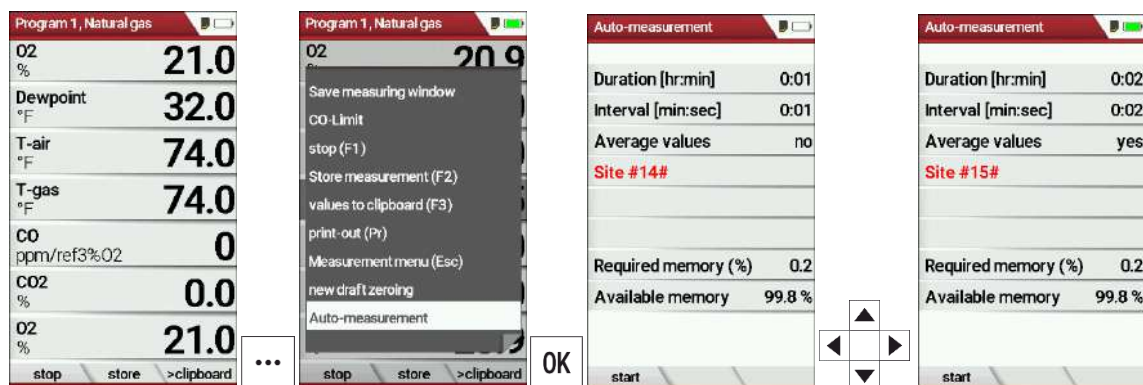 Program 1, Natural gas
O2
% 21.0
Dewpoint
°F 32.0
T-air
°F 74.0
T-gas
°F 74.0
CO
ppm/ref3%O2 0
CO2
% 0.0
O2
% 21.0
stop store >clipboard
...
Program 1, Natural gas
O2
20.9
Save measuring window
CO-Limit
stop (F1)
Store measurement (F2)
values to clipboard (F3)
print-out (Pr)
Measurement menu (Esc)
new draft zeroing
Auto-measurement
stop store >clipboard
OK
Auto-measurement
Duration [hr:min] 0:01
Interval [min:sec] 0:01
Average values no
Site #14#
Required memory (%) 0.2
Available memory 99.8 %
start
Auto-measurement
Duration [hr:min] 0:02
Interval [min:sec] 0:02
Average values yes
Site #15#
Required memory (%) 0.2
Available memory 99.8 %
start